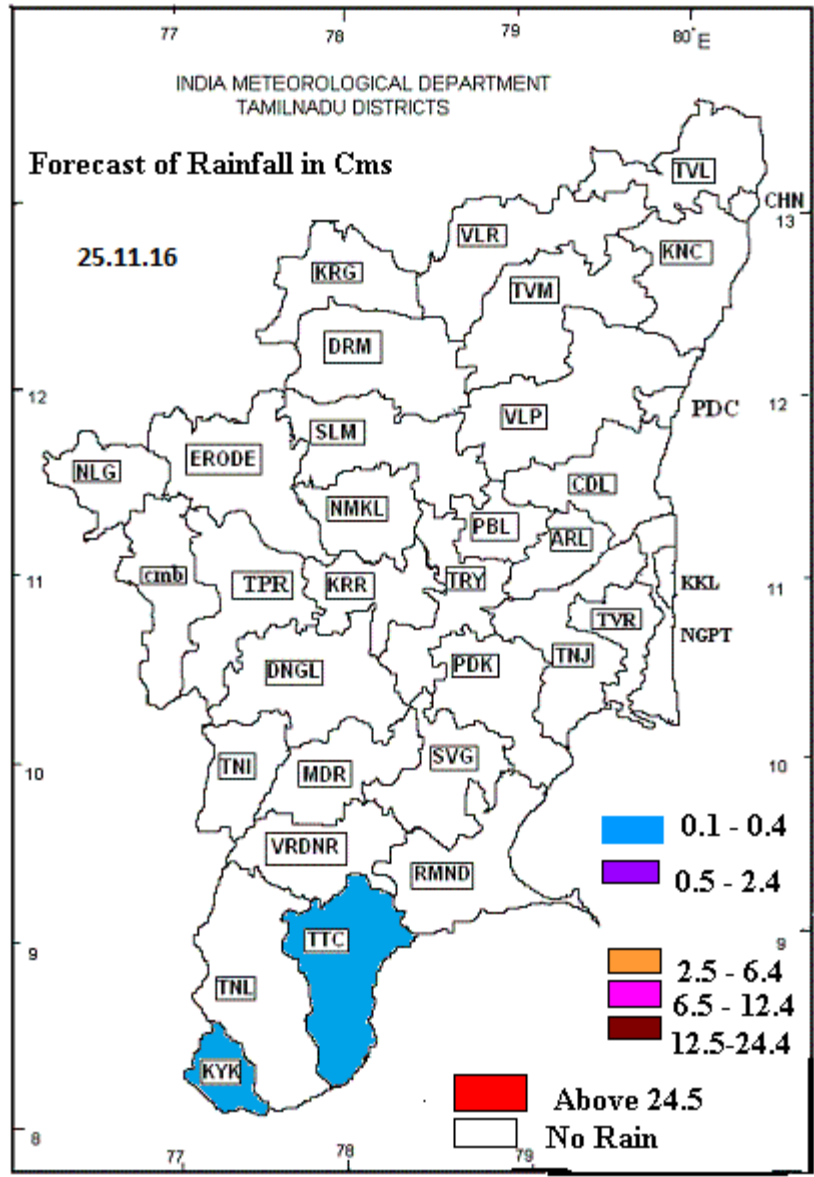 77 78 79 80°E
INDIA METEOROLOGICAL DEPARTMENT
TAMILNADU DISTRICTS
Forecast of Rainfall in Cms
TVL
CHN
13
VLR
KNC
25.11.16
KRG
TVM
DRM
12
12
PDC
VLP
SLM
ERODE
NLG
CDL
NMKL
PBL
ARL
11
cmb
TPR
KRR
TRY
KKL
11
TVR
NGPT
TNJ
PDK
DNGL
10
TNI
MDR
SVG
10
0.1 - 0.4
VRDNR
RMND
0.5 - 2.4
9
TTC
9
2.5 - 6.4
TNL
6.5 - 12.4
12.5-24.4
KYK
Above 24.5
8
No Rain
77 78 79